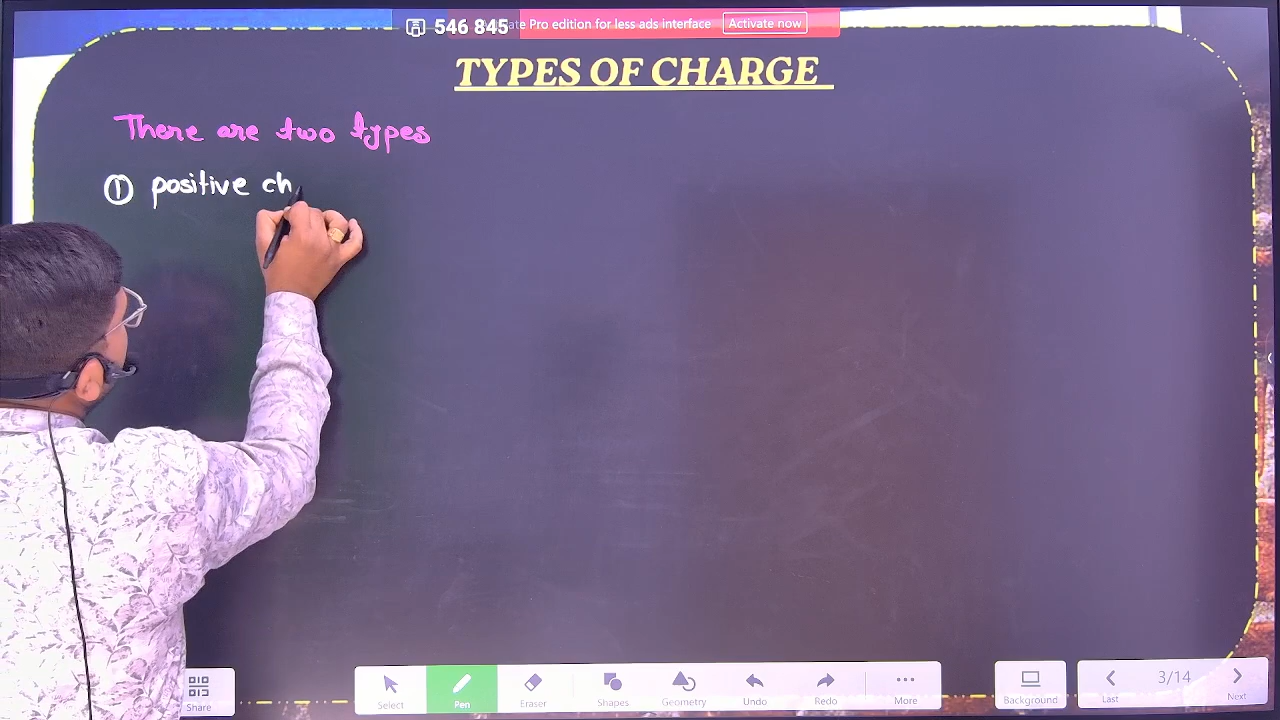 546 845 ate Pro edition for less ads interface Activate now
TYPES OF CHARGE
There are two types
① positive ch
Select Pen Eraser Shapes Geometry Undo Redo More Background Last 3/14 Next